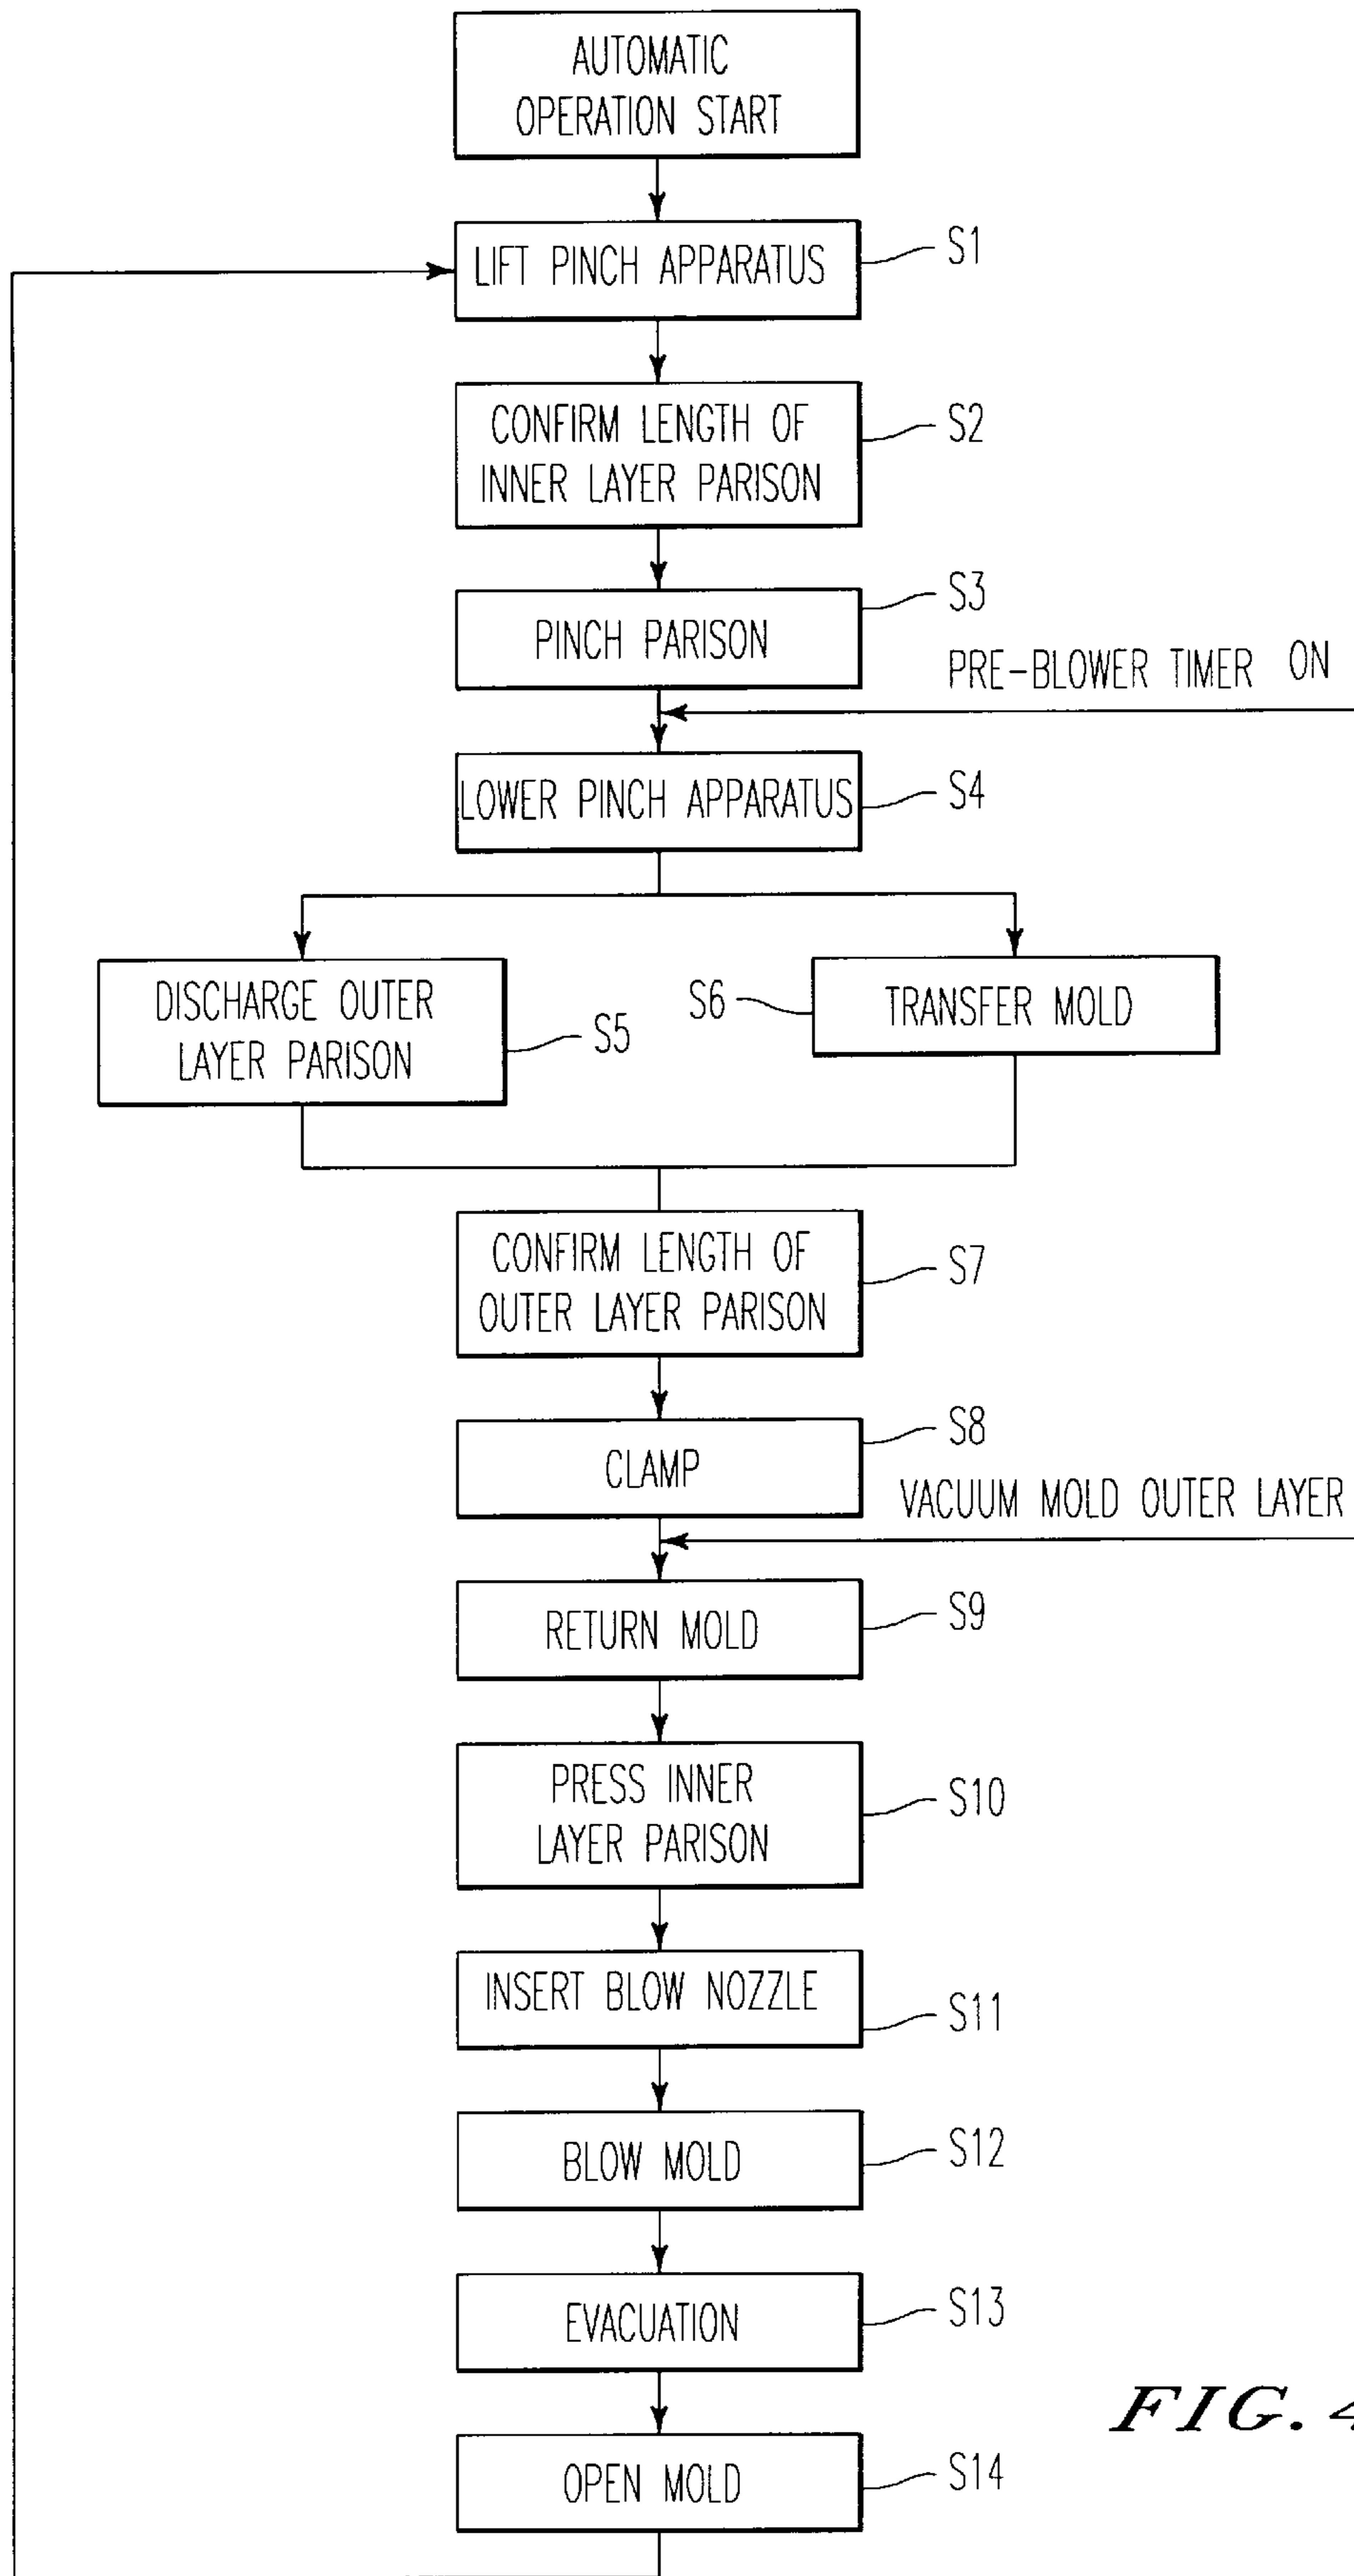 AUTOMATIC
OPERATION START
LIFT PINCH APPARATUS
S1
CONFIRM LENGTH OF
INNER LAYER PARISON
S2
PINCH PARISON
S3
PRE-BLOWER TIMER ON
LOWER PINCH APPARATUS
S4
DISCHARGE OUTER
LAYER PARISON
S5
S6
TRANSFER MOLD
CONFIRM LENGTH OF
OUTER LAYER PARISON
S7
CLAMP
S8
VACUUM MOLD OUTER LAYER
RETURN MOLD
S9
PRESS INNER
LAYER PARISON
S10
INSERT BLOW NOZZLE
S11
BLOW MOLD
S12
EVACUATION
S13
OPEN MOLD
S14
FIG. 4